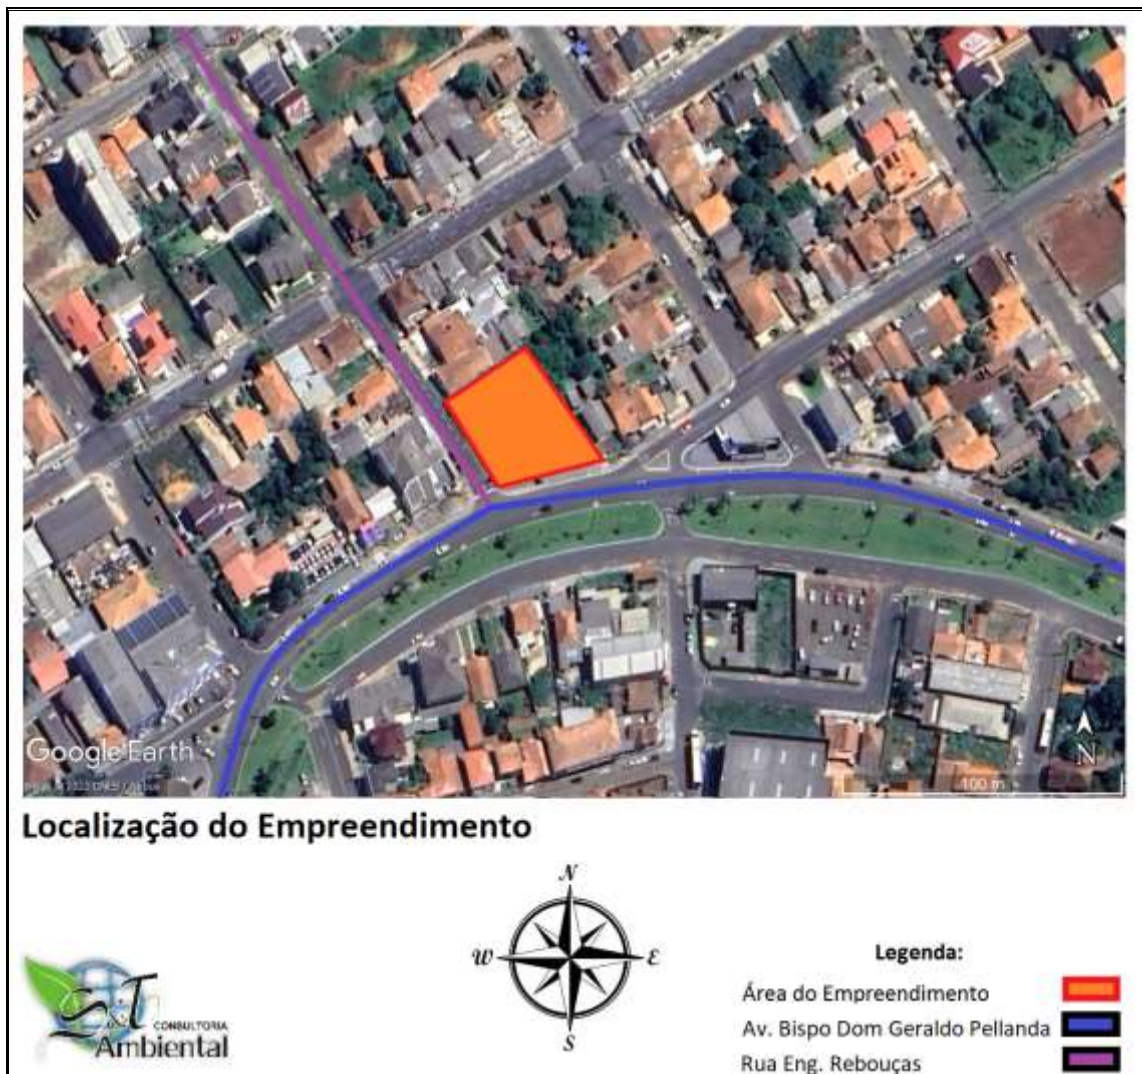 Google Earth
100 m
N
Localização do Empreendimento
N
W
E
S
S&T
CONSULTORIA
Ambiental
Legenda:
Área do Empreendimento
Av. Bispo Dom Geraldo Pellanda
Rua Eng. Rebouças